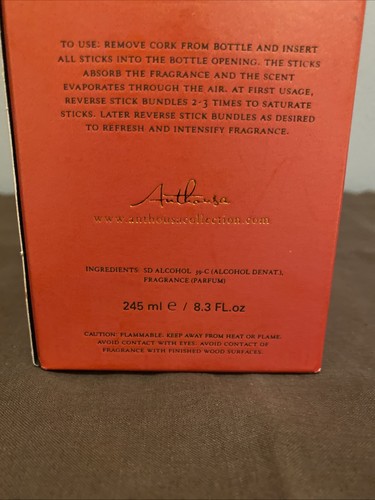 TO USE: REMOVE CORK FROM BOTTLE AND INSERT
ALL STICKS INTO THE BOTTLE OPENING. THE STICKS
ABSORB THE FRAGRANCE AND THE SCENT
EVAPORATES THROUGH THE AIR. AT FIRST USAGE,
REVERSE STICK BUNDLES 2-3 TIMES TO SATURATE
STICKS. LATER REVERSE STICK BUNDLES AS DESIRED
TO REFRESH AND INTENSIFY FRAGRANCE.
Anthousa
www.anthousacollection.com
INGREDIENTS: SD ALCOHOL 39-C (ALCOHOL DENAT.),
FRAGRANCE (PARFUM)
245 ml e / 8.3 FL.oz
CAUTION: FLAMMABLE: KEEP AWAY FROM HEAT OR FLAME.
AVOID CONTACT WITH EYES: AVOID CONTACT OF
FRAGRANCE WITH FINISHED WOOD SURFACES.